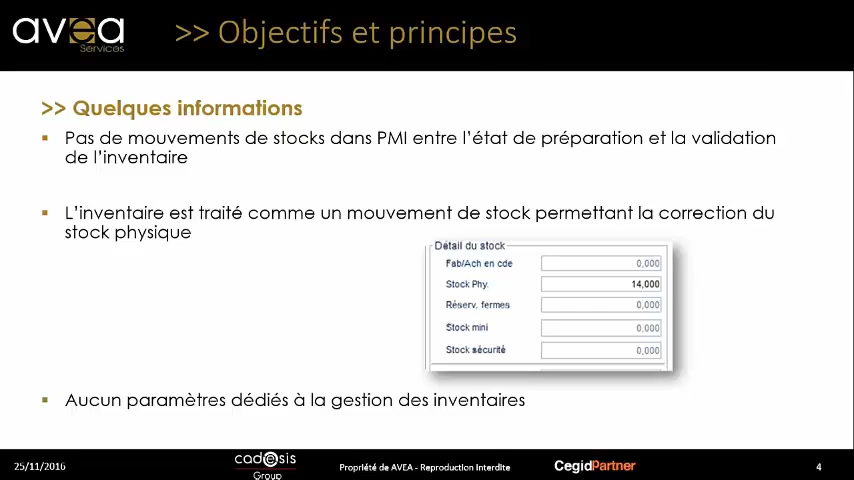 avea
Services
>> Objectifs et principes
>> Quelques informations
Pas de mouvements de stocks dans PMI entre l'état de préparation et la validation
de l'inventaire
L'inventaire est traité comme un mouvement de stock permettant la correction du
stock physique
Détail du stock
Fab/Ach en cde 0,000
Stock Phy. 14,000
Réserv. fermes 0,000
Stock mini 0,000
Stock sécurité 0,000
Aucun paramètres dédiés à la gestion des inventaires
25/11/2016
cadesis
Group
Propriété de AVEA - Reproduction Interdite
CegidPartner
4